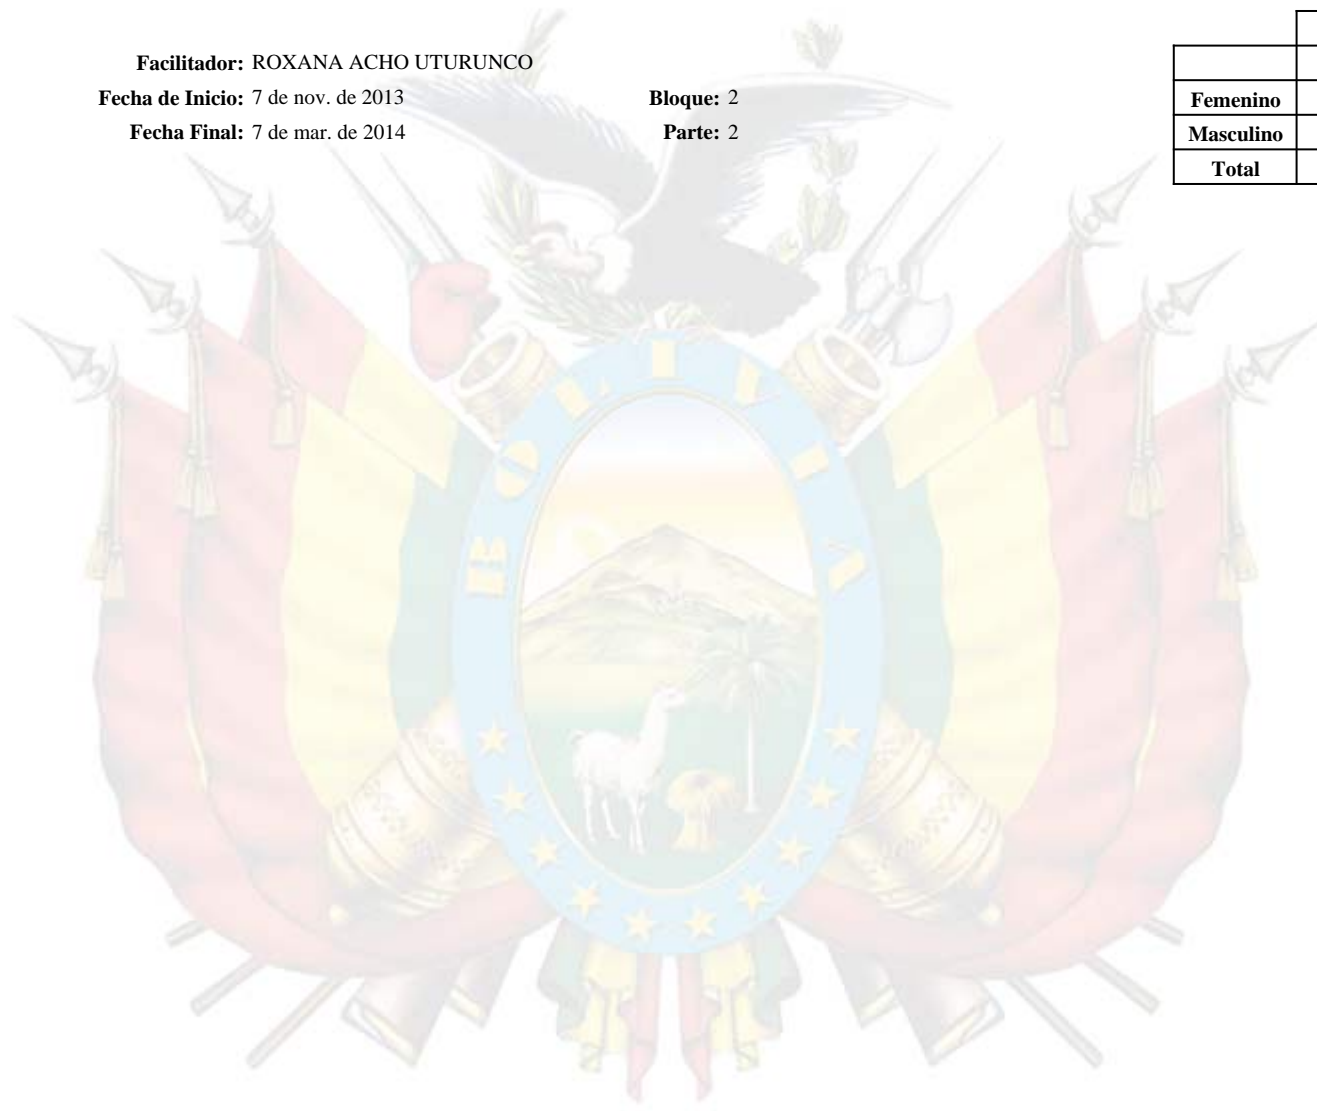 Facilitador: ROXANA ACHO UTURUNCO
Fecha de Inicio: 7 de nov. de 2013 Bloque: 2
Fecha Final: 7 de mar. de 2014 Parte: 2
Femenino
Masculino
Total
BOLIVIA